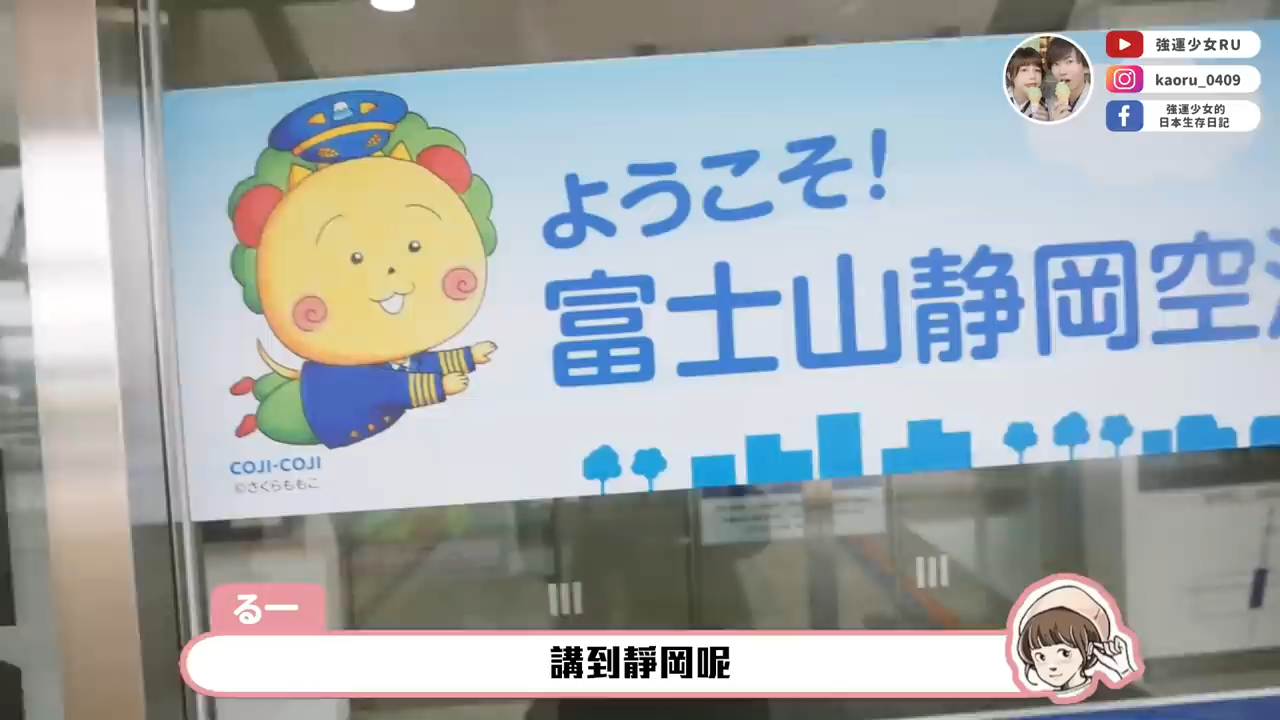 強運少女RU
kaoru_0409
強運少女的
日本生存日記
ようこそ!
富士山静岡空
COJI-COJI
©さくらももこ
るー
講到靜岡呢